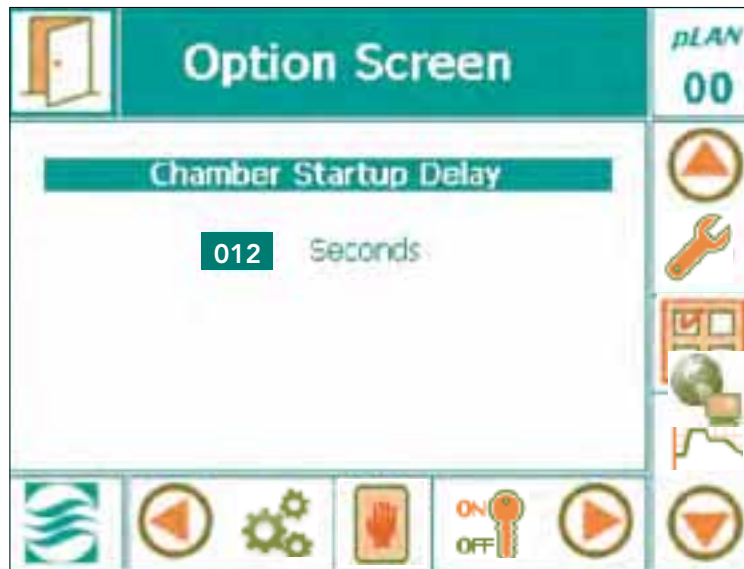 Option Screen
pLAN
00
Chamber Startup Delay
012 Seconds
ON
OFF